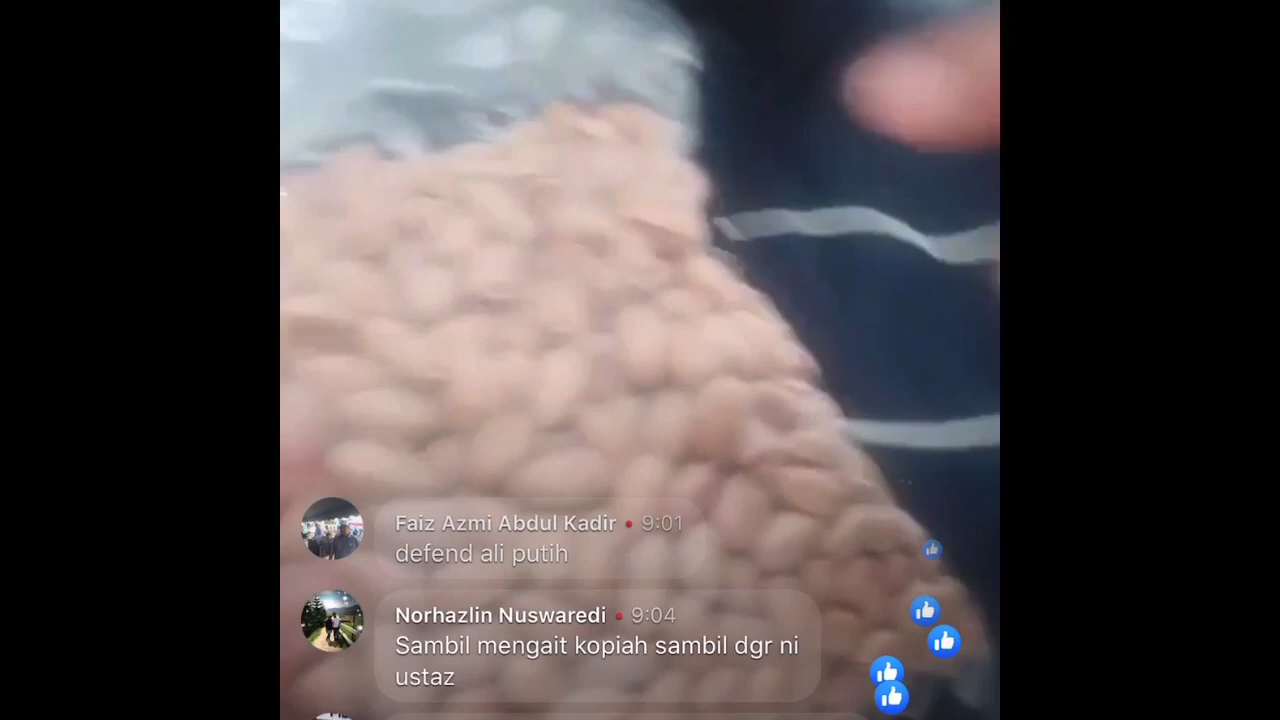 Faiz Azmi Abdul Kadir • 9:01
defend ali putih
Norhazlin Nuswaredi • 9:04
Sambil mengait kopiah sambil dgr ni
ustaz